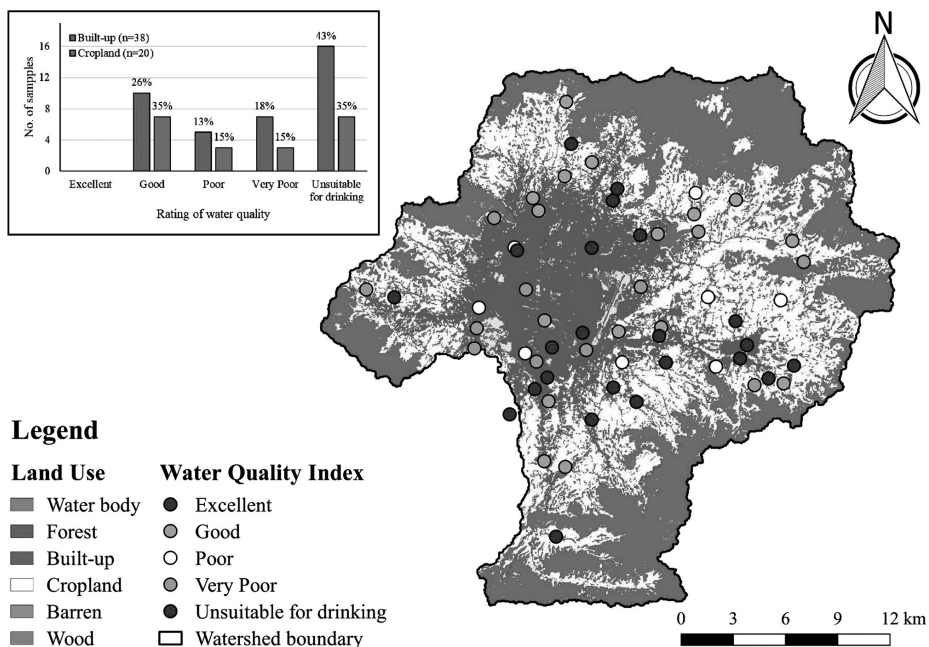 Built-up (n=38)
Cropland (n=20)
16
12
8
4
0
No. of sampples
26%
35%
13%
15%
18%
15%
43%
35%
Excellent
Good
Poor
Very Poor
Unsuitable
for drinking
Rating of water quality
N
Legend
Land Use
Water body
Forest
Built-up
Cropland
Barren
Wood
Water Quality Index
Excellent
Good
Poor
Very Poor
Unsuitable for drinking
Watershed boundary
0 3 6 9 12 km